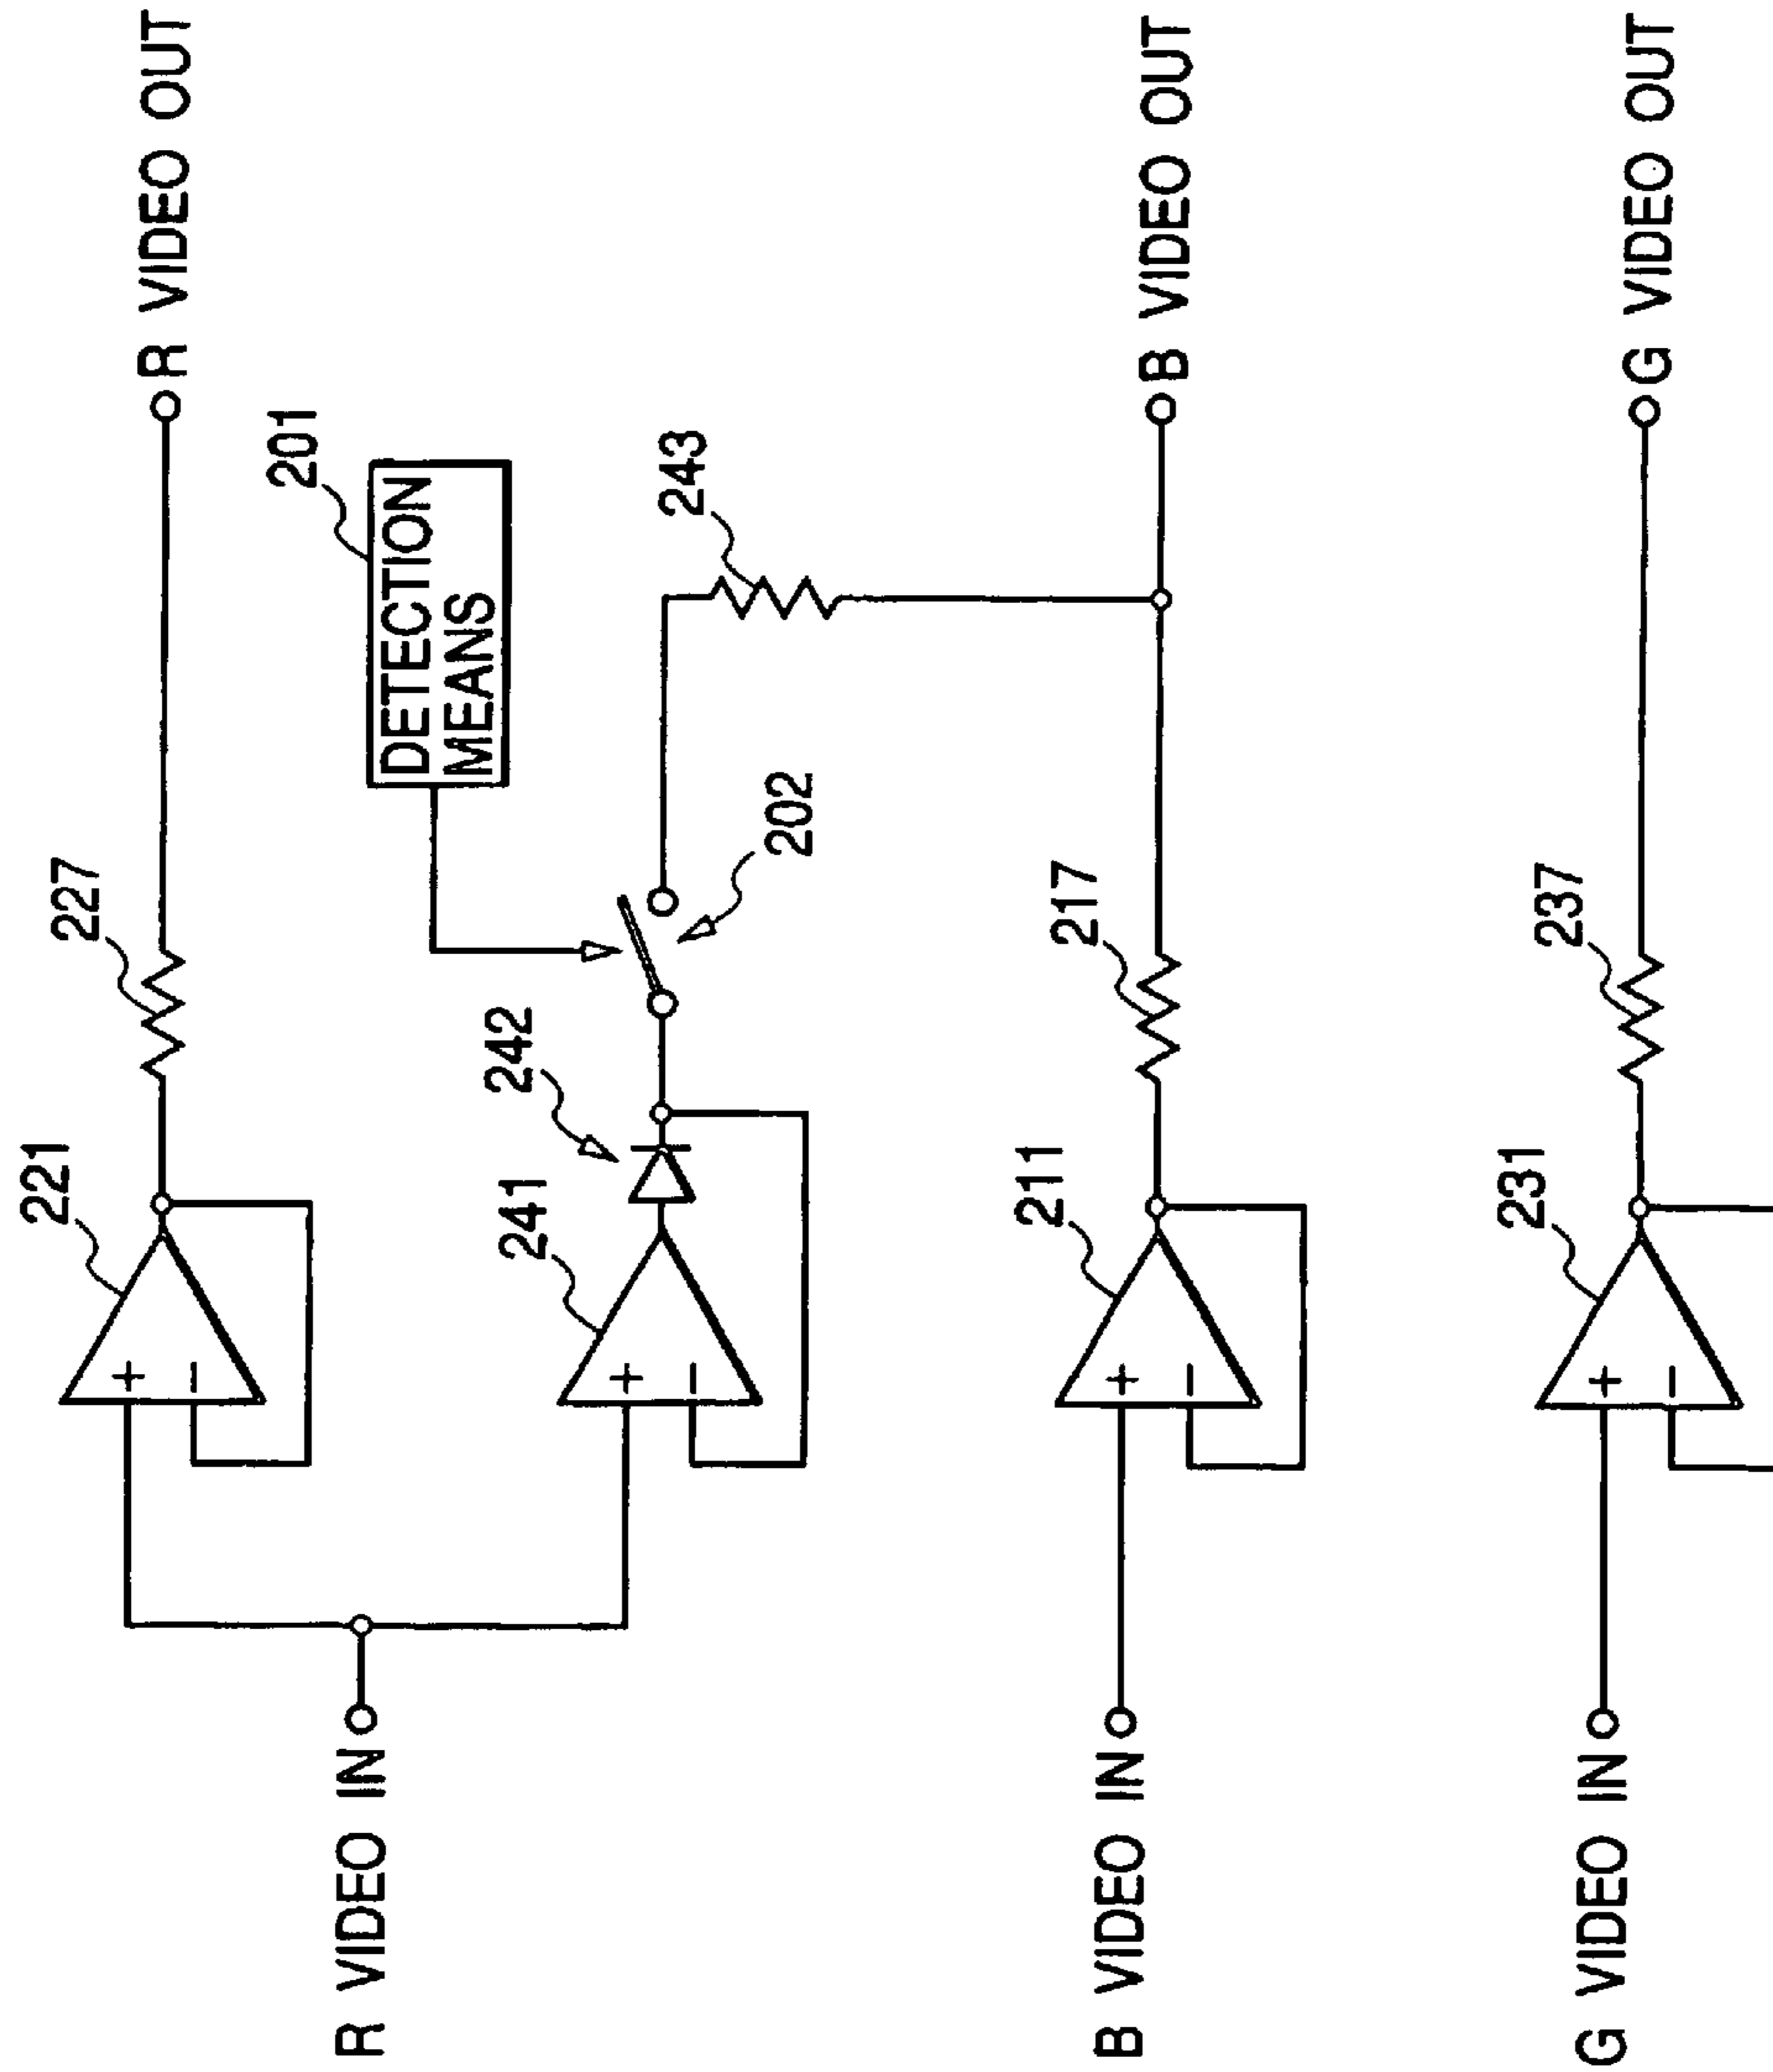 221
227
R VIDEO OUT
201
DETECTION
MEANS
R VIDEO IN
241
242
202
243
211
217
B VIDEO IN
B VIDEO OUT
231
237
G VIDEO IN
G VIDEO OUT
+
−
+
−
+
−
+
−